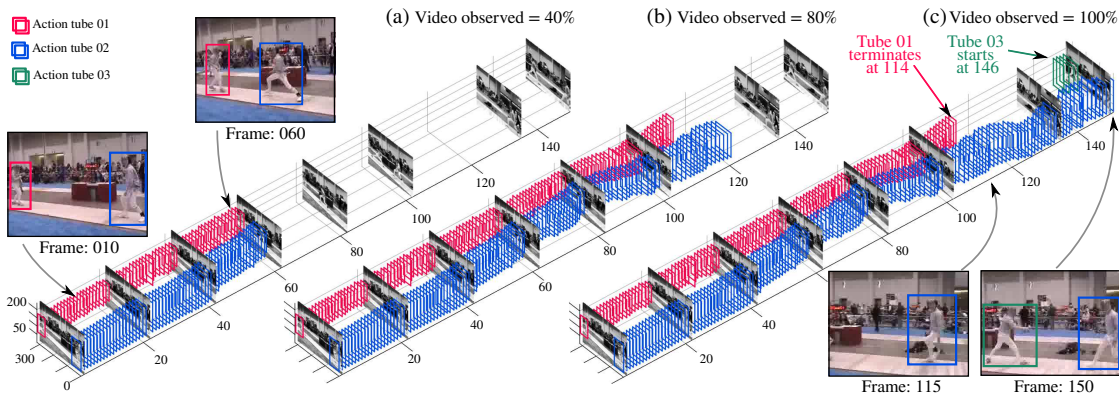 (a) Video observed = 40%
(b) Video observed = 80%
(c) Video observed = 100%
Action tube 01
Action tube 02
Action tube 03
Tube 01
terminates
at 114
Tube 03
starts
at 146
Frame: 060
Frame: 010
200
50
300
0
20
40
60
80
100
120
140
20
40
60
80
100
120
140
20
40
80
100
120
140
Frame: 115
Frame: 150